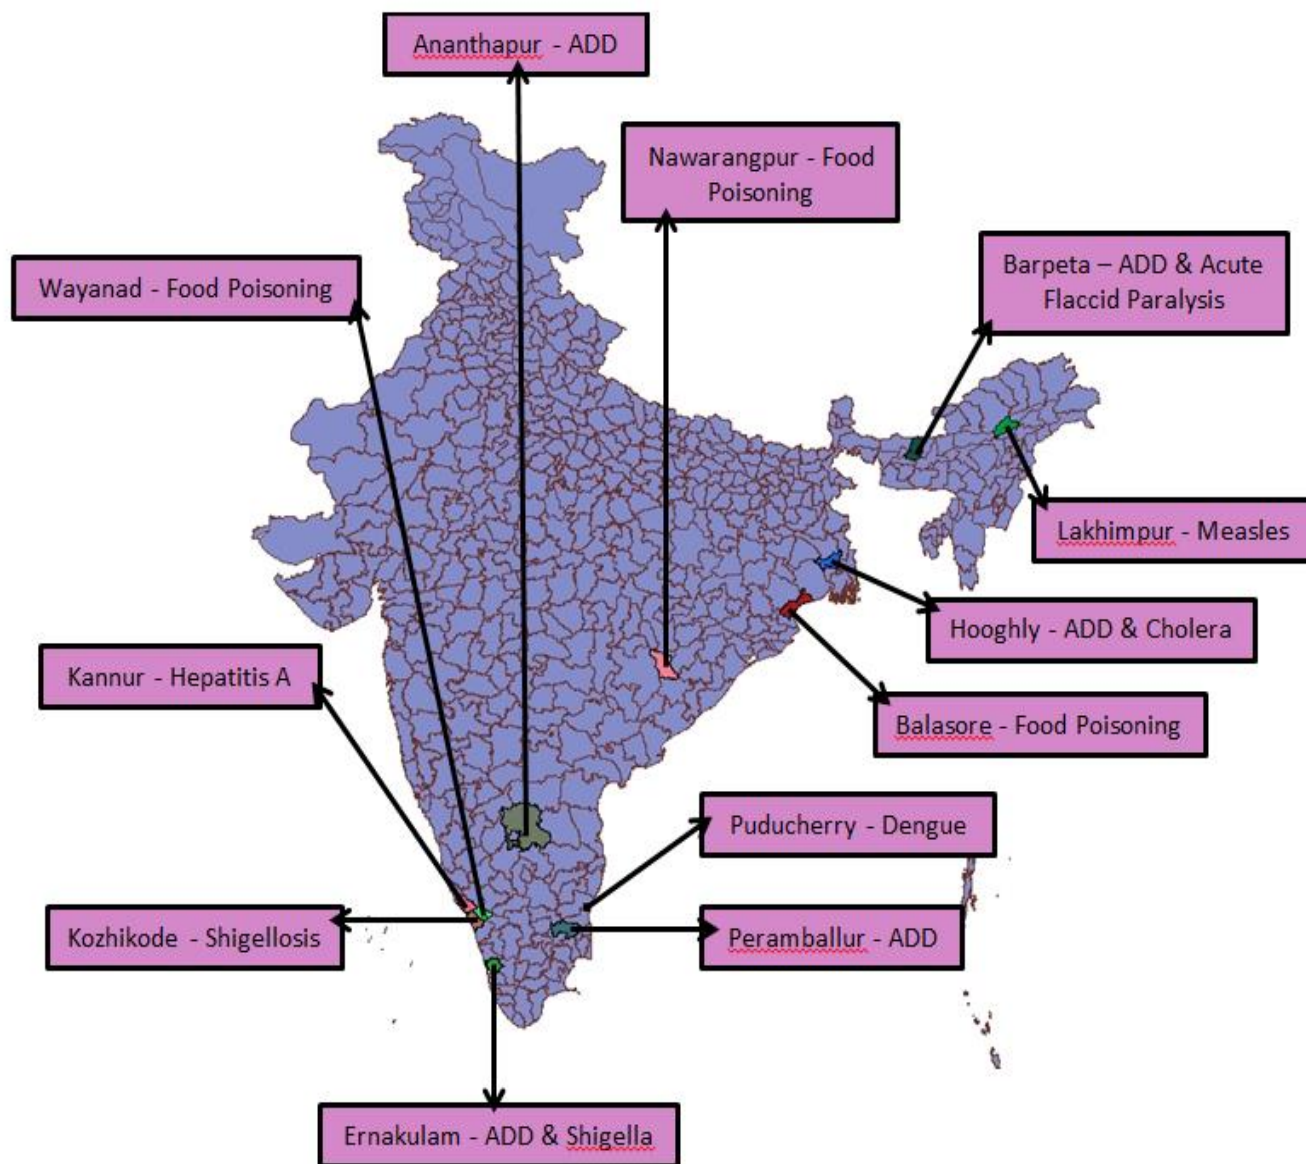 Ananthapur - ADD
Nawarangpur - Food
Poisoning
Barpeta – ADD & Acute
Flaccid Paralysis
Wayanad - Food Poisoning
Lakhimpur - Measles
Hooghly - ADD & Cholera
Kannur - Hepatitis A
Balasore - Food Poisoning
Puducherry - Dengue
Kozhikode - Shigellosis
Peramballur - ADD
Ernakulam - ADD & Shigella